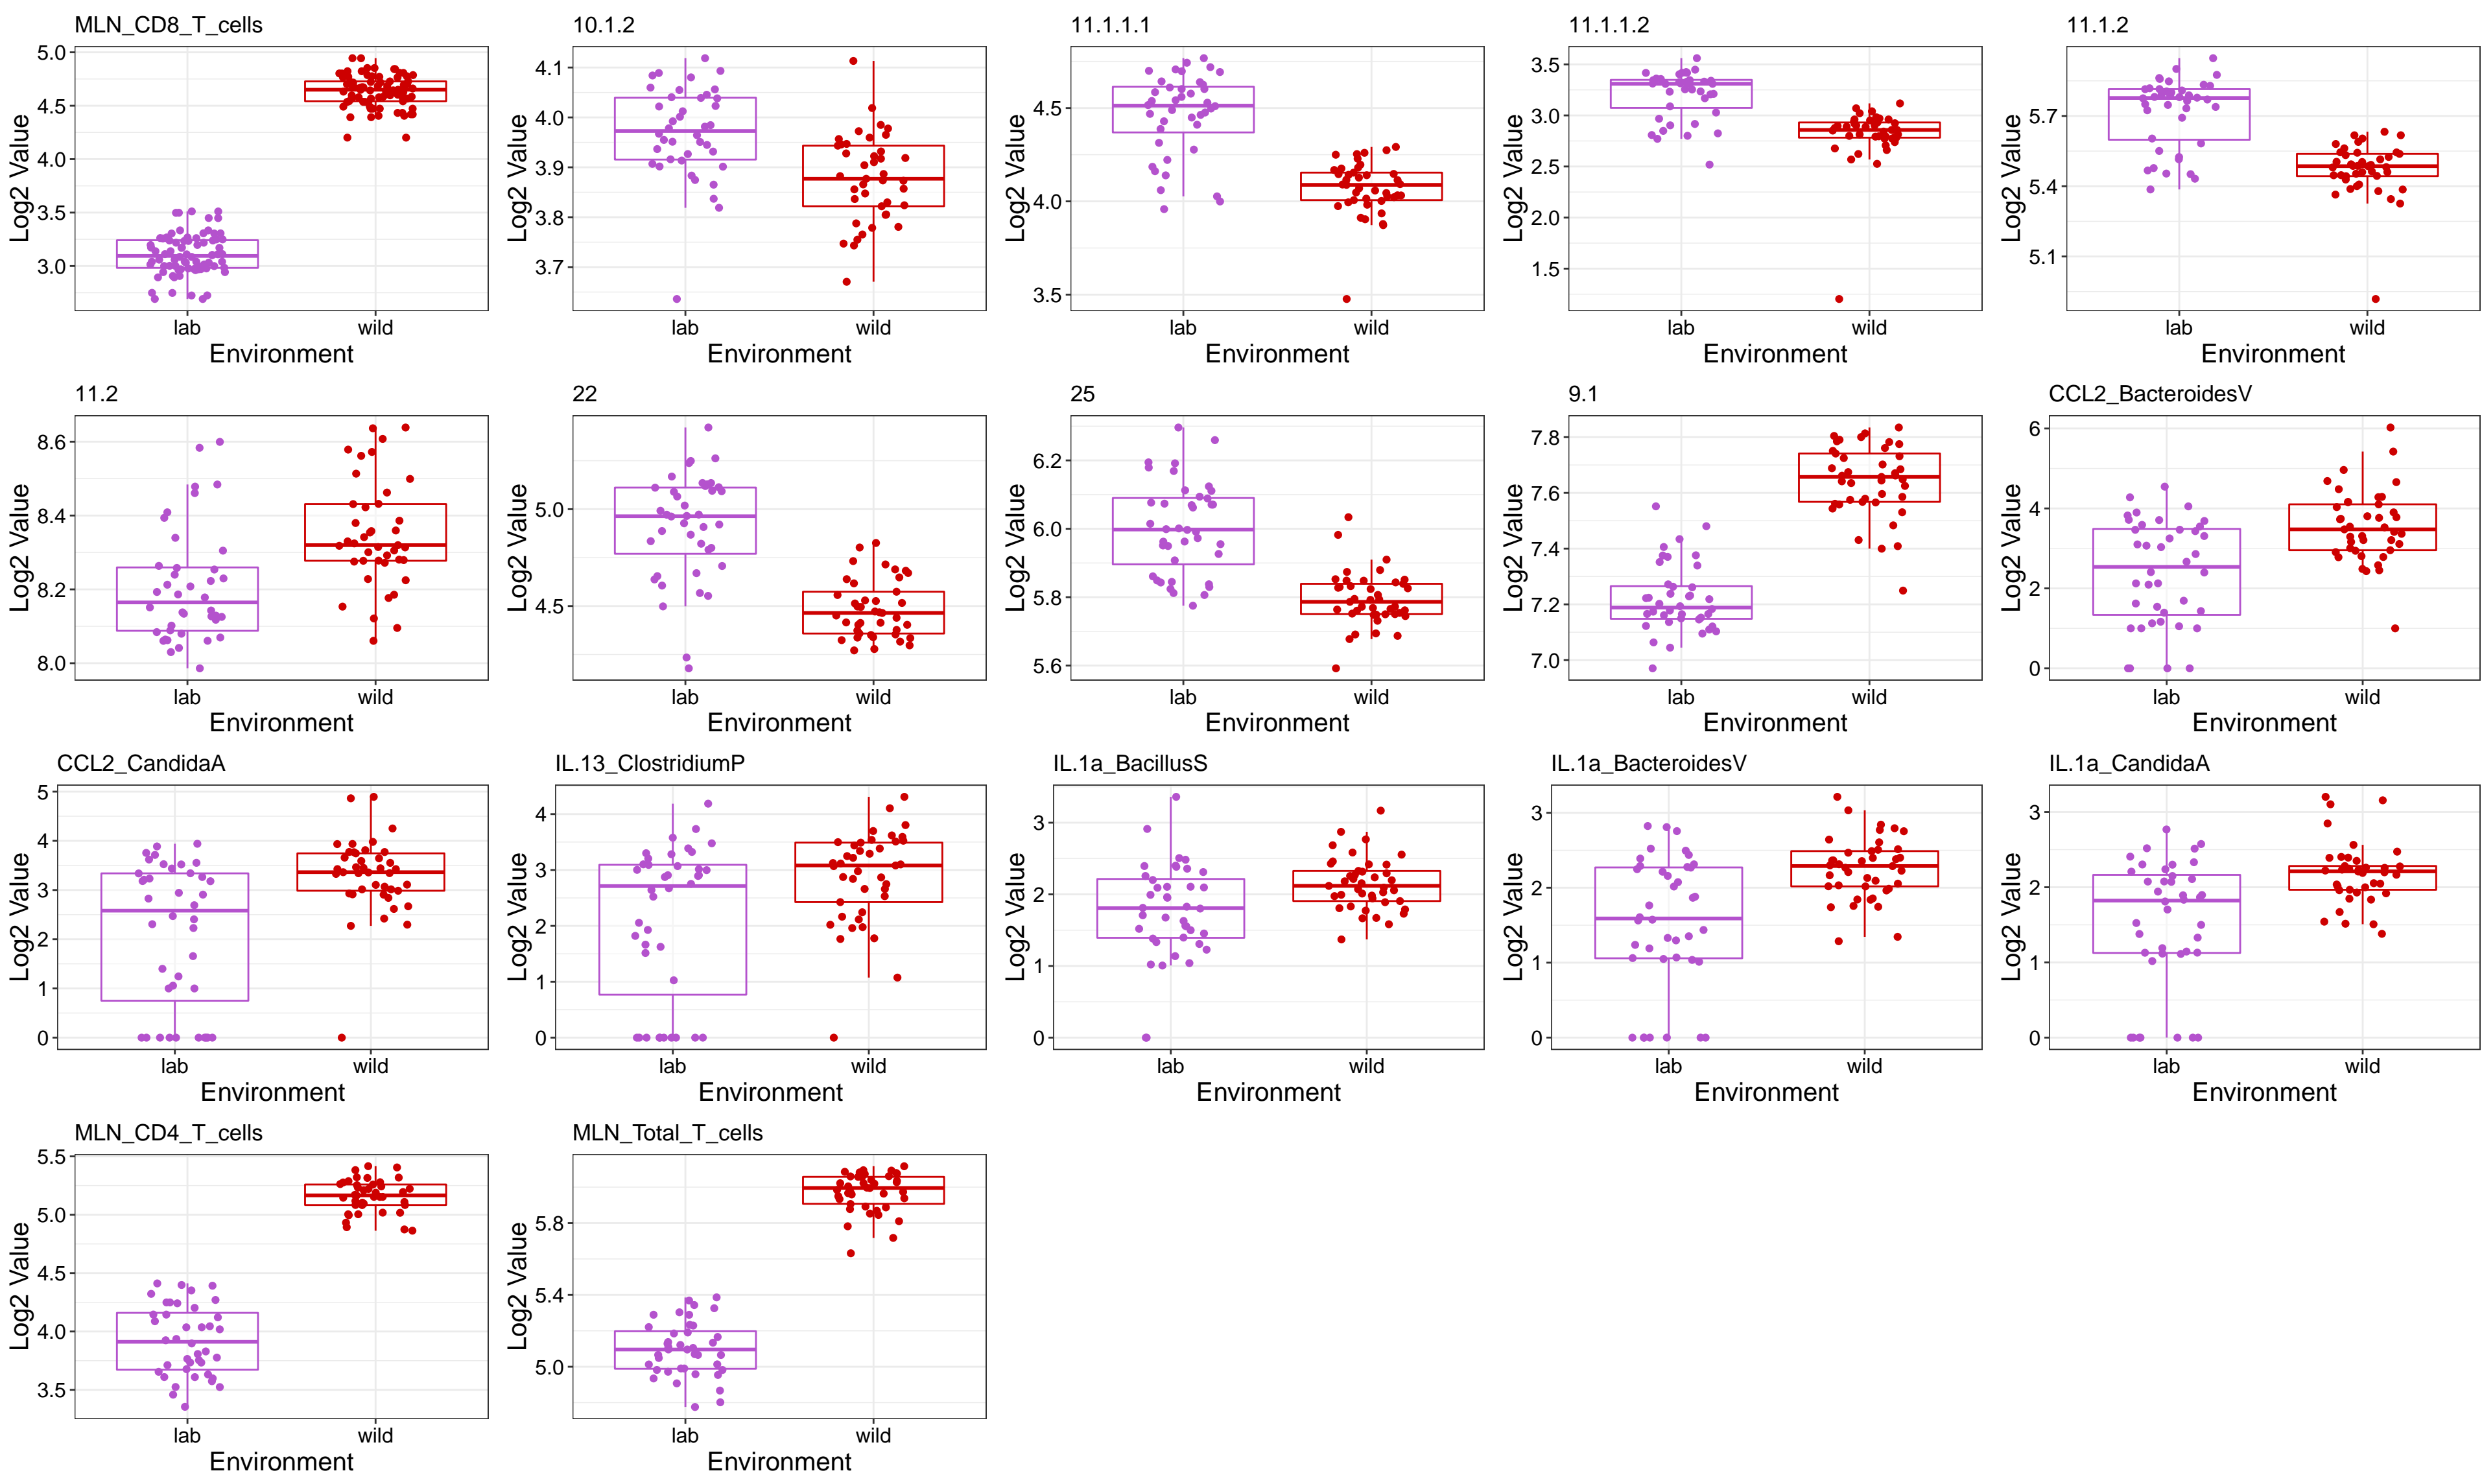 MLN_CD8_T_cells
Log2 Value
5.0
4.5
4.0
3.5
3.0
lab wild
Environment
10.1.2
Log2 Value
4.1
4.0
3.9
3.8
3.7
lab wild
Environment
11.1.1.1
Log2 Value
4.5
4.0
3.5
lab wild
Environment
11.1.1.2
Log2 Value
3.5
3.0
2.5
2.0
1.5
lab wild
Environment
11.1.2
Log2 Value
5.7
5.4
5.1
lab wild
Environment
11.2
Log2 Value
8.6
8.4
8.2
8.0
lab wild
Environment
22
Log2 Value
5.0
4.5
lab wild
Environment
25
Log2 Value
6.2
6.0
5.8
5.6
lab wild
Environment
9.1
Log2 Value
7.8
7.6
7.4
7.2
7.0
lab wild
Environment
CCL2_BacteroidesV
Log2 Value
6
4
2
0
lab wild
Environment
CCL2_CandidaA
Log2 Value
5
4
3
2
1
0
lab wild
Environment
IL.13_ClostridiumP
Log2 Value
4
3
2
1
0
lab wild
Environment
IL.1a_BacillusS
Log2 Value
3
2
1
0
lab wild
Environment
IL.1a_BacteroidesV
Log2 Value
3
2
1
0
lab wild
Environment
IL.1a_CandidaA
Log2 Value
3
2
1
0
lab wild
Environment
MLN_CD4_T_cells
Log2 Value
5.5
5.0
4.5
4.0
3.5
lab wild
Environment
MLN_Total_T_cells
Log2 Value
5.8
5.4
5.0
lab wild
Environment